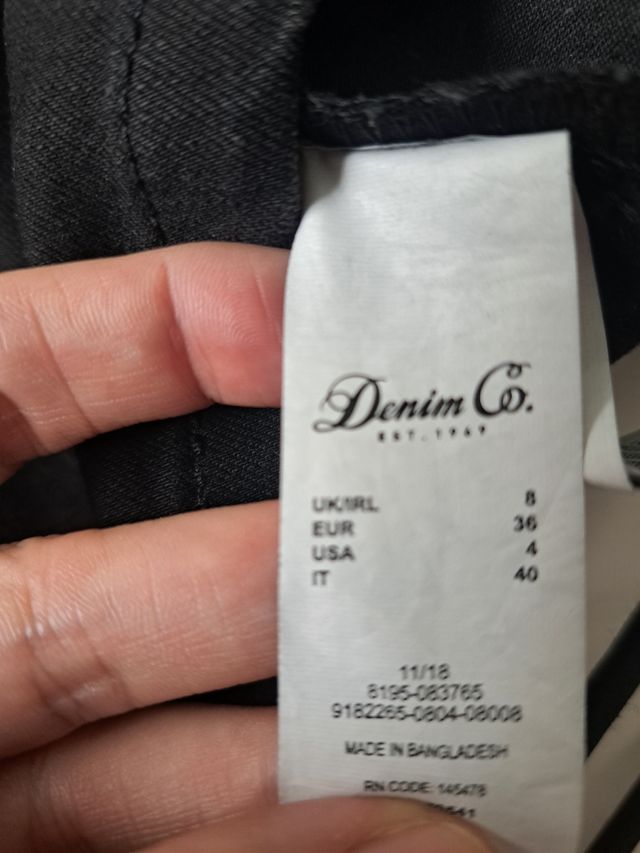 Denim Co.
EST. 1969
UK/IRL 8
EUR 36
USA 4
IT 40
11/18
8195-083765
9182265-0804-08008
MADE IN BANGLADESH
RN CODE: 145478